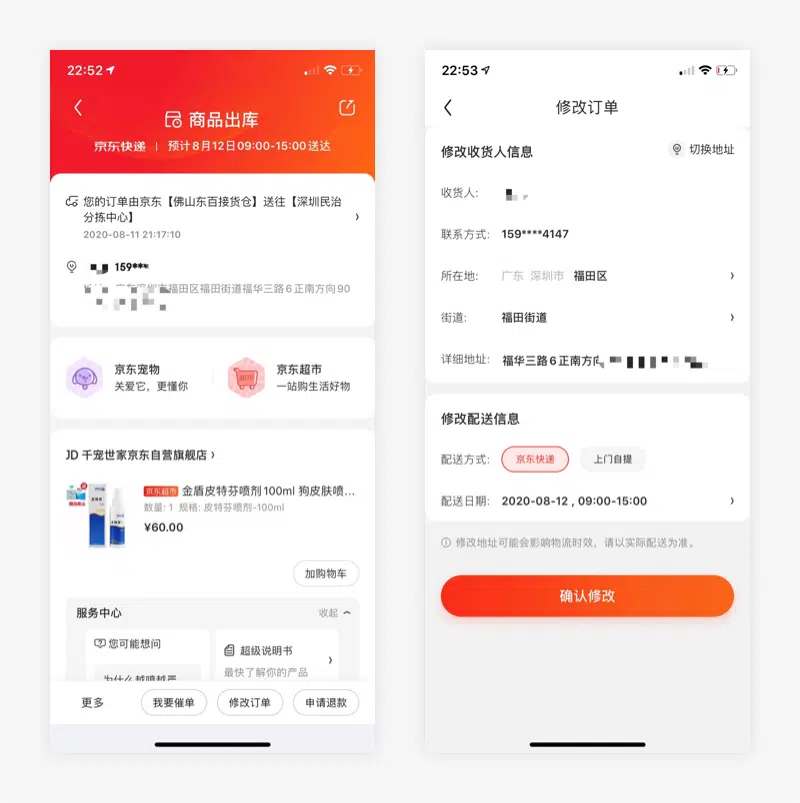 22:52
商品出库
京东快递 | 预计8月12日09:00-15:00送达
您的订单由京东【佛山东百接货仓】送往【深圳民治
分拣中心】
2020-08-11 21:17:10
159****
福田区福田街道福华三路6正南方向90
京东宠物
关爱它，更懂你
京东超市
一站购生活好物
JD 千宠世家京东自营旗舰店
京东超市 金盾皮特芬喷剂100ml 狗皮肤喷...
数量: 1 规格: 皮特芬喷剂-100ml
¥60.00
加购物车
服务中心
收起
您可能想问
超级说明书
最快了解你的产品
为什么越喷越严
更多
我要催单
修改订单
申请退款
22:53
修改订单
修改收货人信息
切换地址
收货人:
联系方式: 159****4147
所在地: 广东 深圳市 福田区
街道: 福田街道
详细地址: 福华三路6正南方向
修改配送信息
配送方式: 京东快递 上门自提
配送日期: 2020-08-12 , 09:00-15:00
修改地址可能会影响物流时效，请以实际配送为准。
确认修改